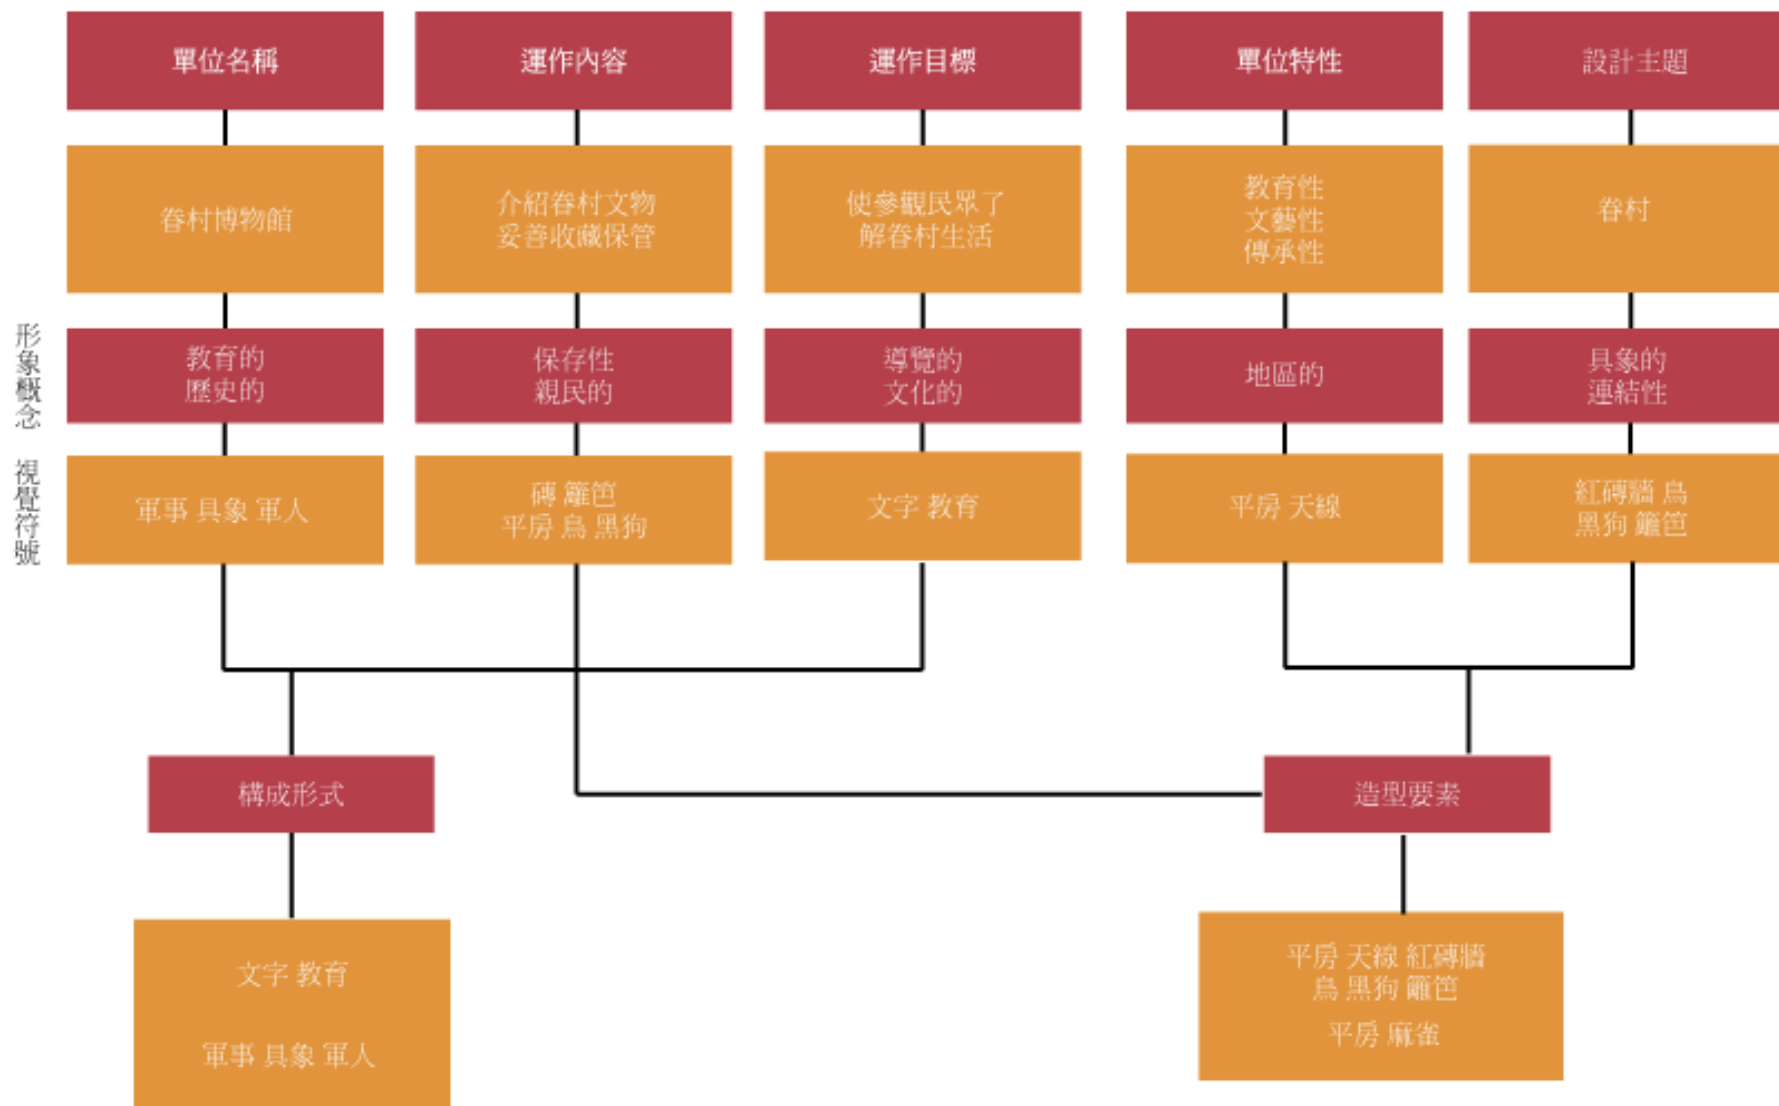 單位名稱
運作內容
運作目標
單位特性
設計主題
眷村博物館
介紹眷村文物
妥善收藏保管
使參觀民眾了
解眷村生活
教育性
文藝性
傳承性
眷村
形象概念
教育的
歷史的
保存性
親民的
導覽的
文化的
地區的
具象的
連結性
視覺符號
軍事 具象 軍人
磚 籬笆
平房 鳥 黑狗
文字 教育
平房 天線
紅磚牆 鳥
黑狗 籬笆
構成形式
造型要素
文字 教育
軍事 具象 軍人
平房 天線 紅磚牆
鳥 黑狗 籬笆
平房 麻雀